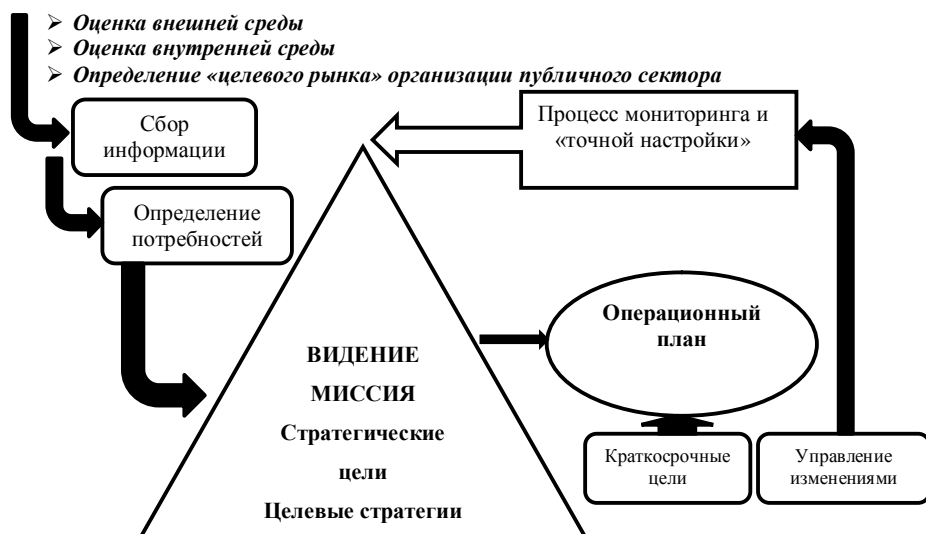 Оценка внешней среды
Оценка внутренней среды
Определение «целевого рынка» организации публичного сектора
Сбор
информации
Процесс мониторинга и
«точной настройки»
Определение
потребностей
Операционный
план
ВИДЕНИЕ
МИССИЯ
Стратегические
цели
Целевые стратегии
Краткосрочные
цели
Управление
изменениями